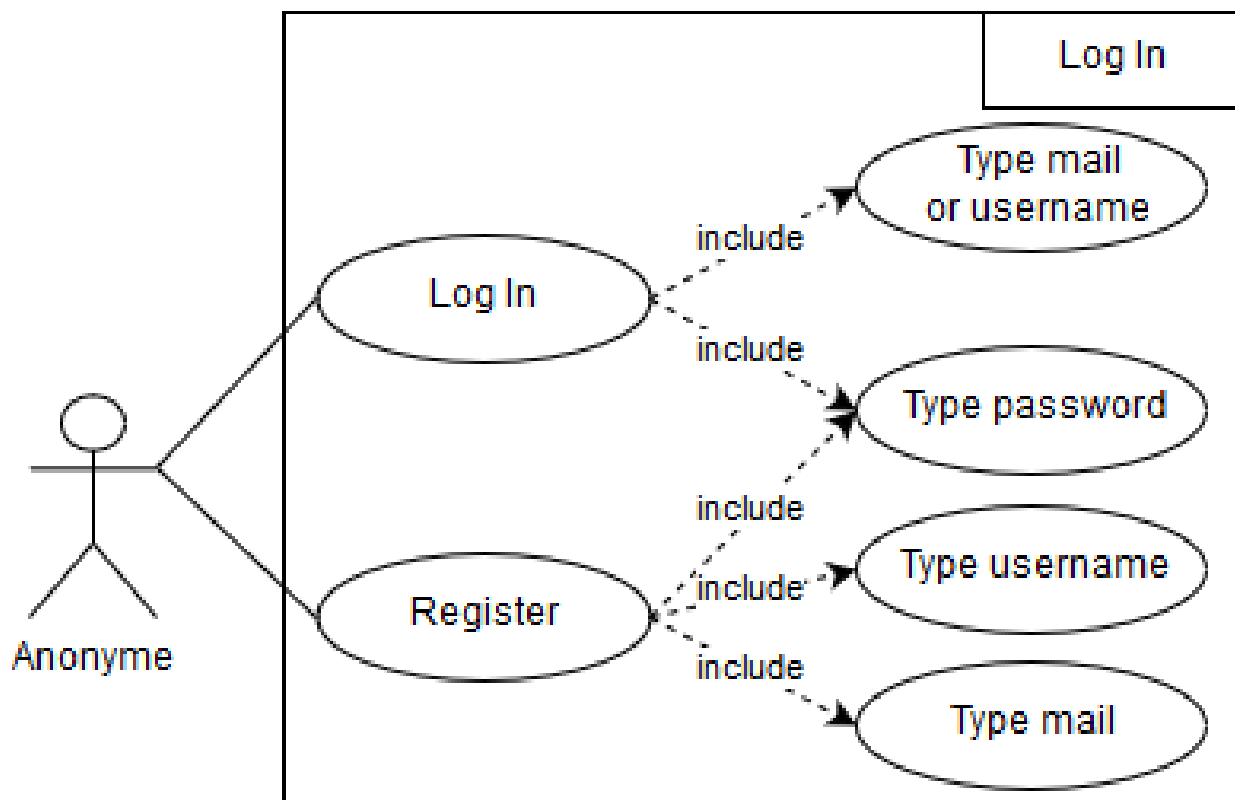 Log In
Type mail
or username
include
Log In
include
Type password
include
Type username
include
Register
include
Anonyme
Type mail